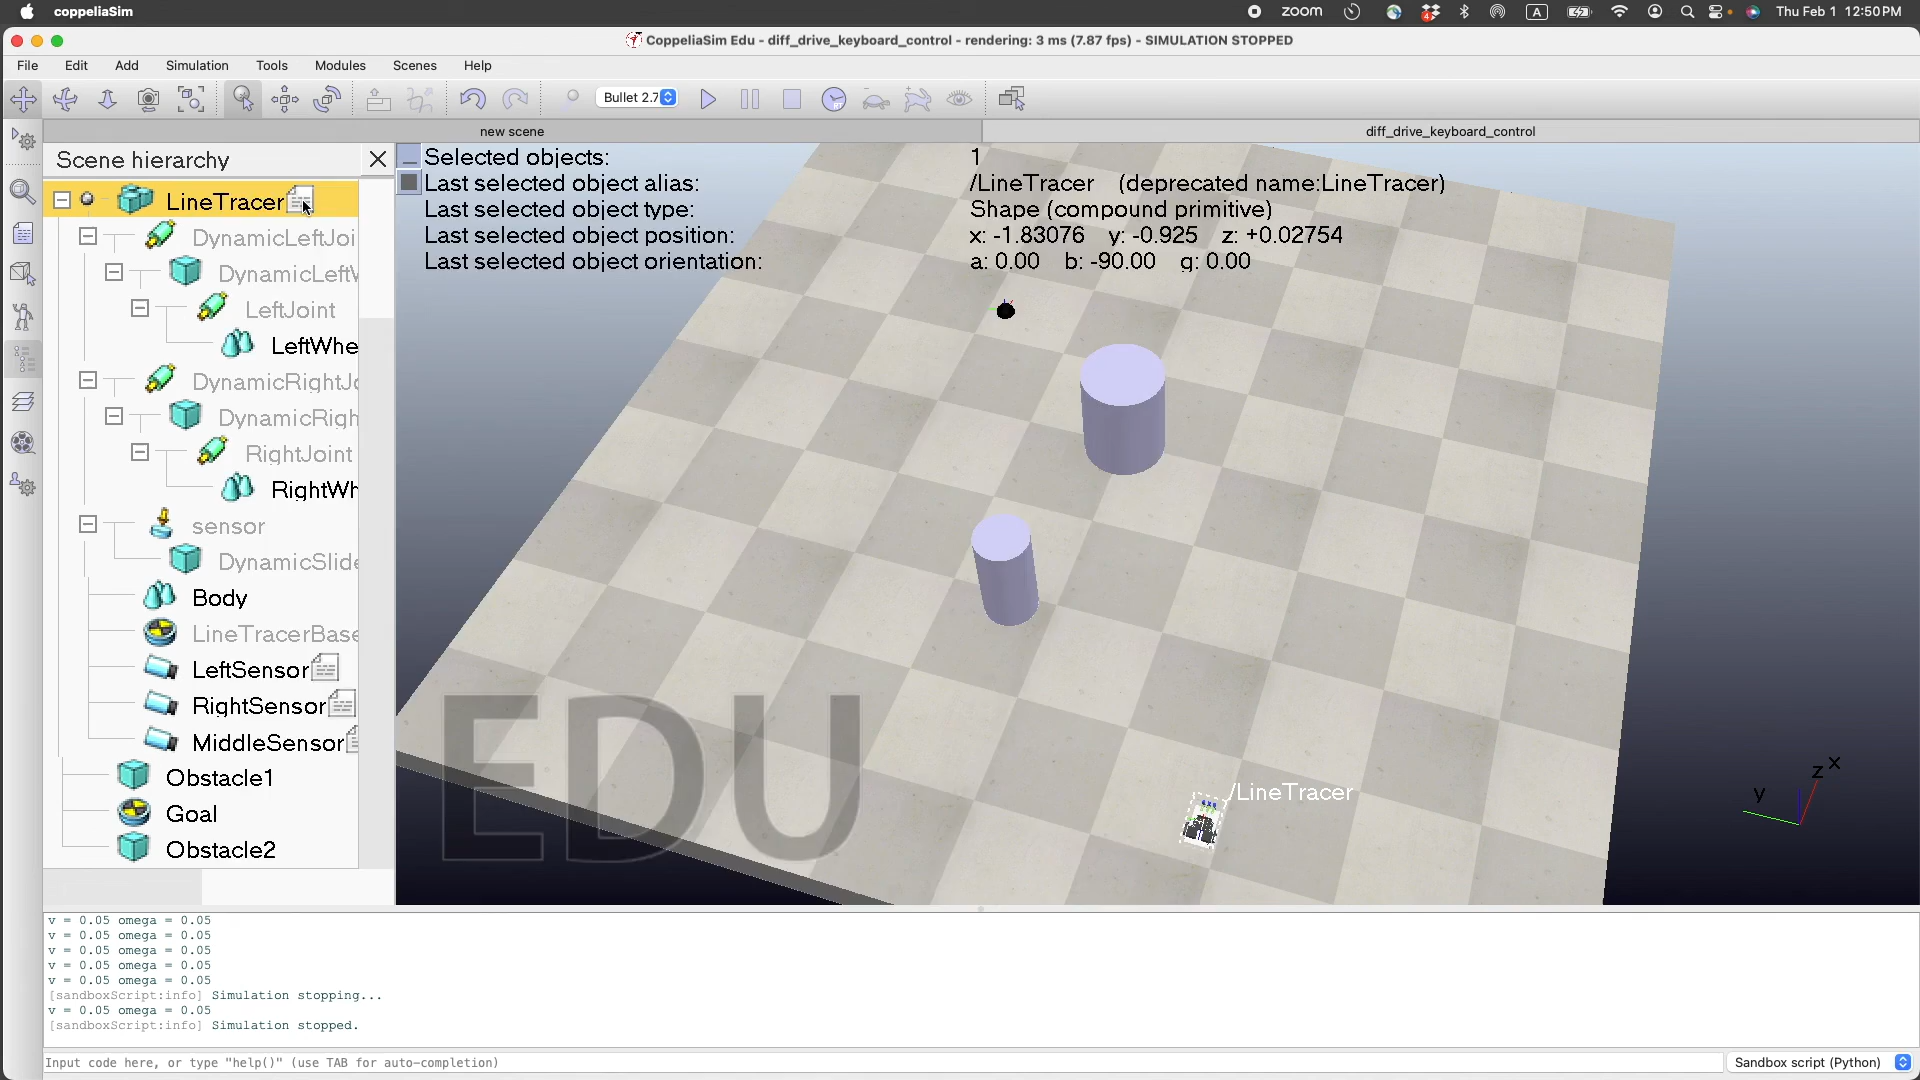 coppeliaSim
zoom
4
A
Thu Feb 1 12:50 PM
CoppeliaSim Edu - diff_drive_keyboard_control - rendering: 3 ms (7.87 fps) - SIMULATION STOPPED
File Edit Add Simulation Tools Modules Scenes Help
Bullet 2.7
new scene
diff_drive_keyboard_control
Scene hierarchy
Selected objects: 1
Last selected object alias: /LineTracer (deprecated name:LineTracer)
Last selected object type: Shape (compound primitive)
Last selected object position: x: -1.83076 y: -0.925 z: +0.02754
Last selected object orientation: a: 0.00 b: -90.00 g: 0.00
LineTracer
DynamicLeftJoi
DynamicLeftW
LeftJoint
LeftWhe
DynamicRightJo
DynamicRigh
RightJoint
RightWh
sensor
DynamicSlide
Body
LineTracerBase
LeftSensor
RightSensor
MiddleSensor
Obstacle1
Goal
Obstacle2
EDU
/LineTracer
x
z
y
v = 0.05 omega = 0.05
v = 0.05 omega = 0.05
v = 0.05 omega = 0.05
v = 0.05 omega = 0.05
v = 0.05 omega = 0.05
[sandboxScript:info] Simulation stopping...
v = 0.05 omega = 0.05
[sandboxScript:info] Simulation stopped.
Input code here, or type "help()" (use TAB for auto-completion)
Sandbox script (Python)